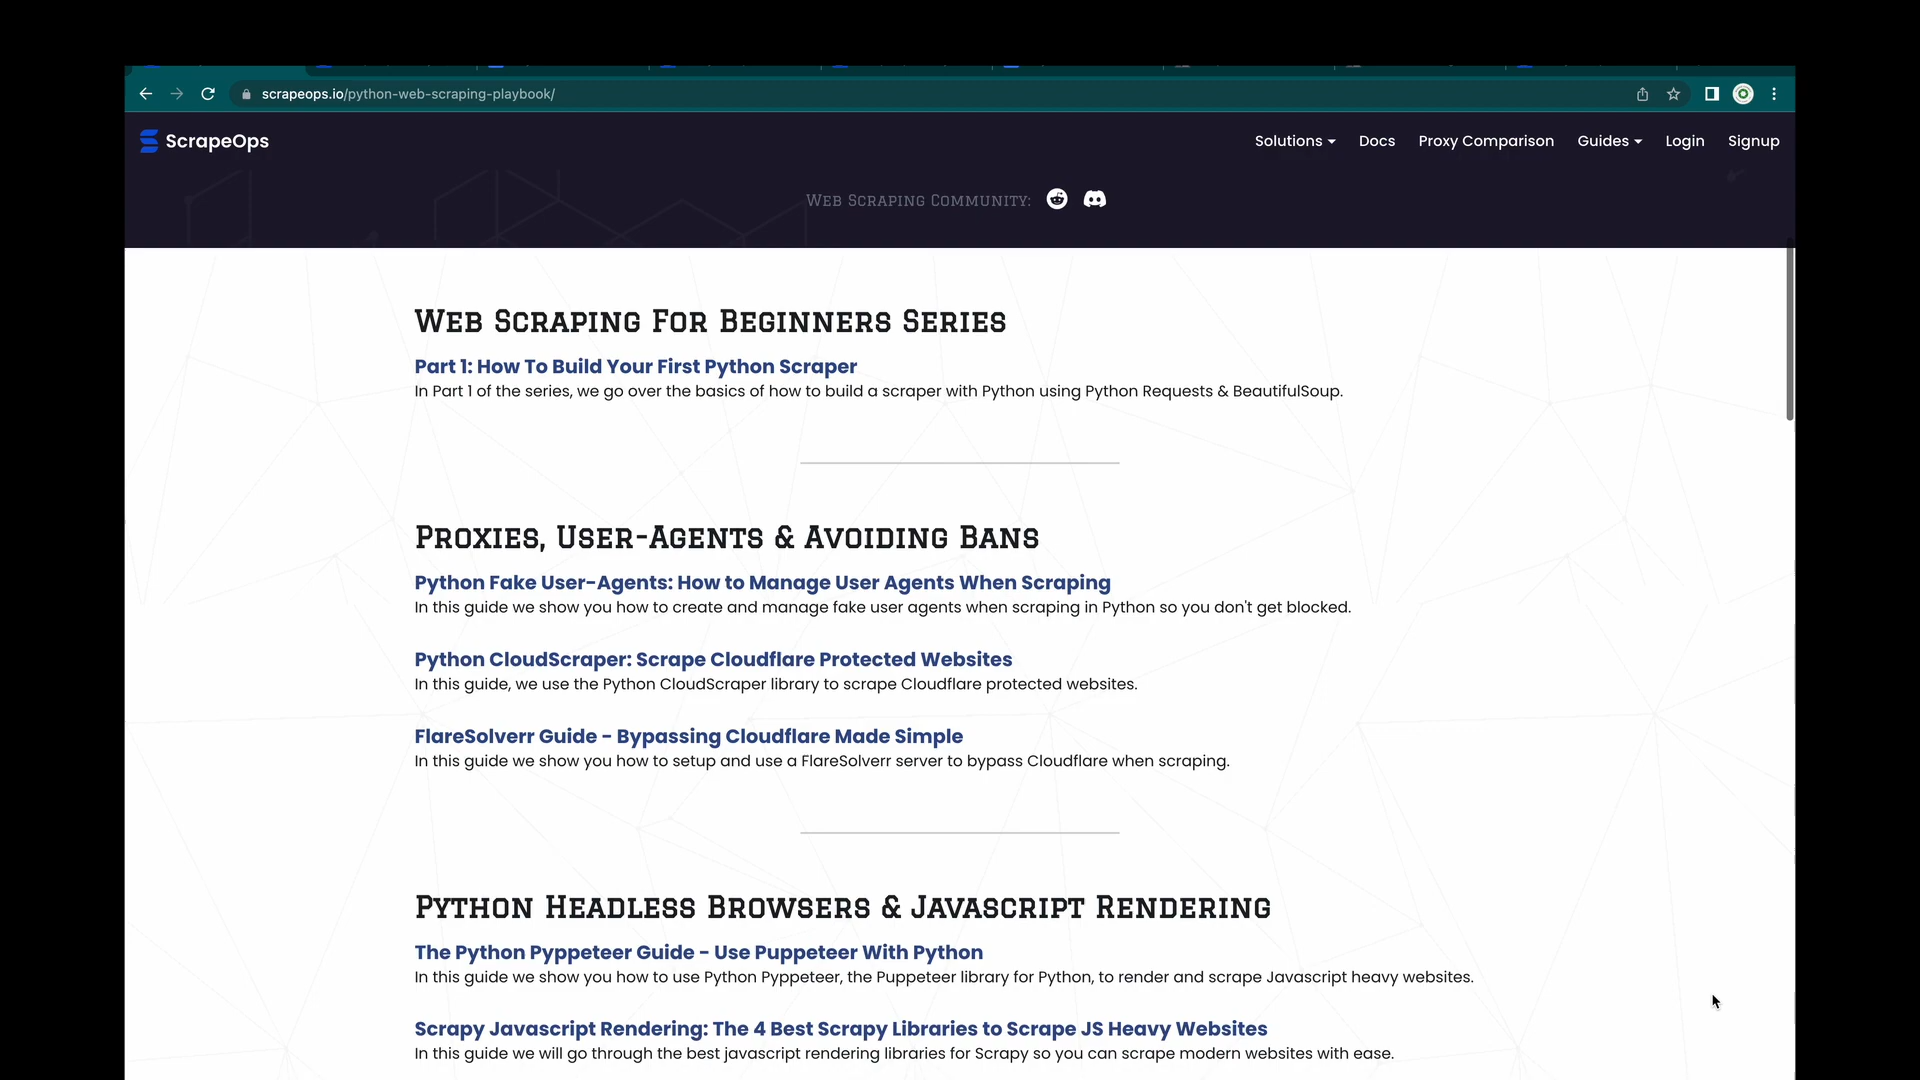 scrapeops.io/python-web-scraping-playbook/
ScrapeOps
Solutions Docs Proxy Comparison Guides Login Signup
Web Scraping Community:
Web Scraping For Beginners Series
Part 1: How To Build Your First Python Scraper
In Part 1 of the series, we go over the basics of how to build a scraper with Python using Python Requests & BeautifulSoup.
Proxies, User-Agents & Avoiding Bans
Python Fake User-Agents: How to Manage User Agents When Scraping
In this guide we show you how to create and manage fake user agents when scraping in Python so you don't get blocked.
Python CloudScraper: Scrape Cloudflare Protected Websites
In this guide, we use the Python CloudScraper library to scrape Cloudflare protected websites.
FlareSolverr Guide - Bypassing Cloudflare Made Simple
In this guide we show you how to setup and use a FlareSolverr server to bypass Cloudflare when scraping.
Python Headless Browsers & Javascript Rendering
The Python Pyppeteer Guide - Use Puppeteer With Python
In this guide we show you how to use Python Pyppeteer, the Puppeteer library for Python, to render and scrape Javascript heavy websites.
Scrapy Javascript Rendering: The 4 Best Scrapy Libraries to Scrape JS Heavy Websites
In this guide we will go through the best javascript rendering libraries for Scrapy so you can scrape modern websites with ease.